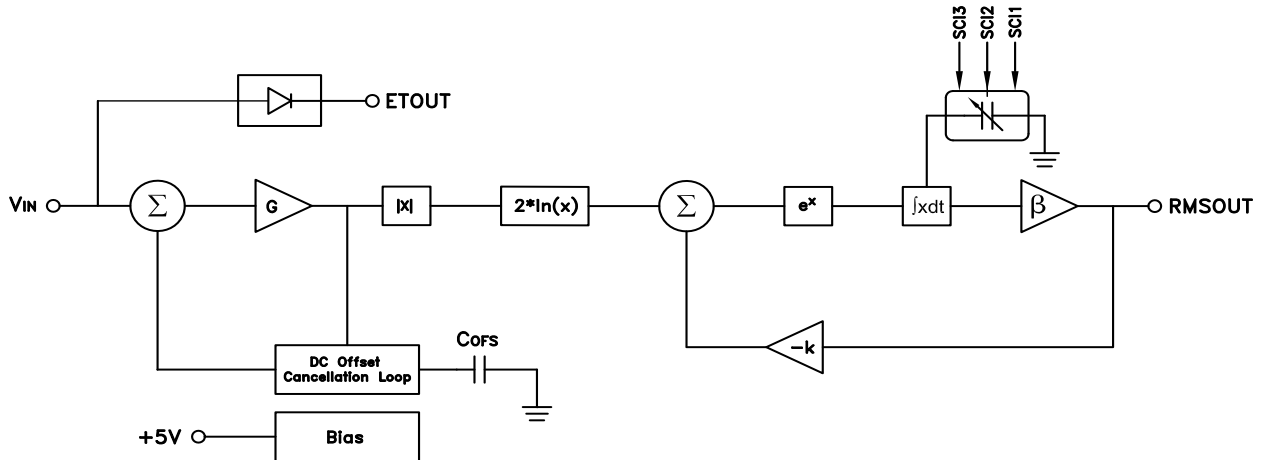 SCI3
SCI2
SCI1
ETOUT
VIN
Σ
G
|X|
2*ln(x)
Σ
e^x
∫xdt
β
RMSOUT
-k
COFS
DC Offset
Cancellation Loop
+5V
Bias